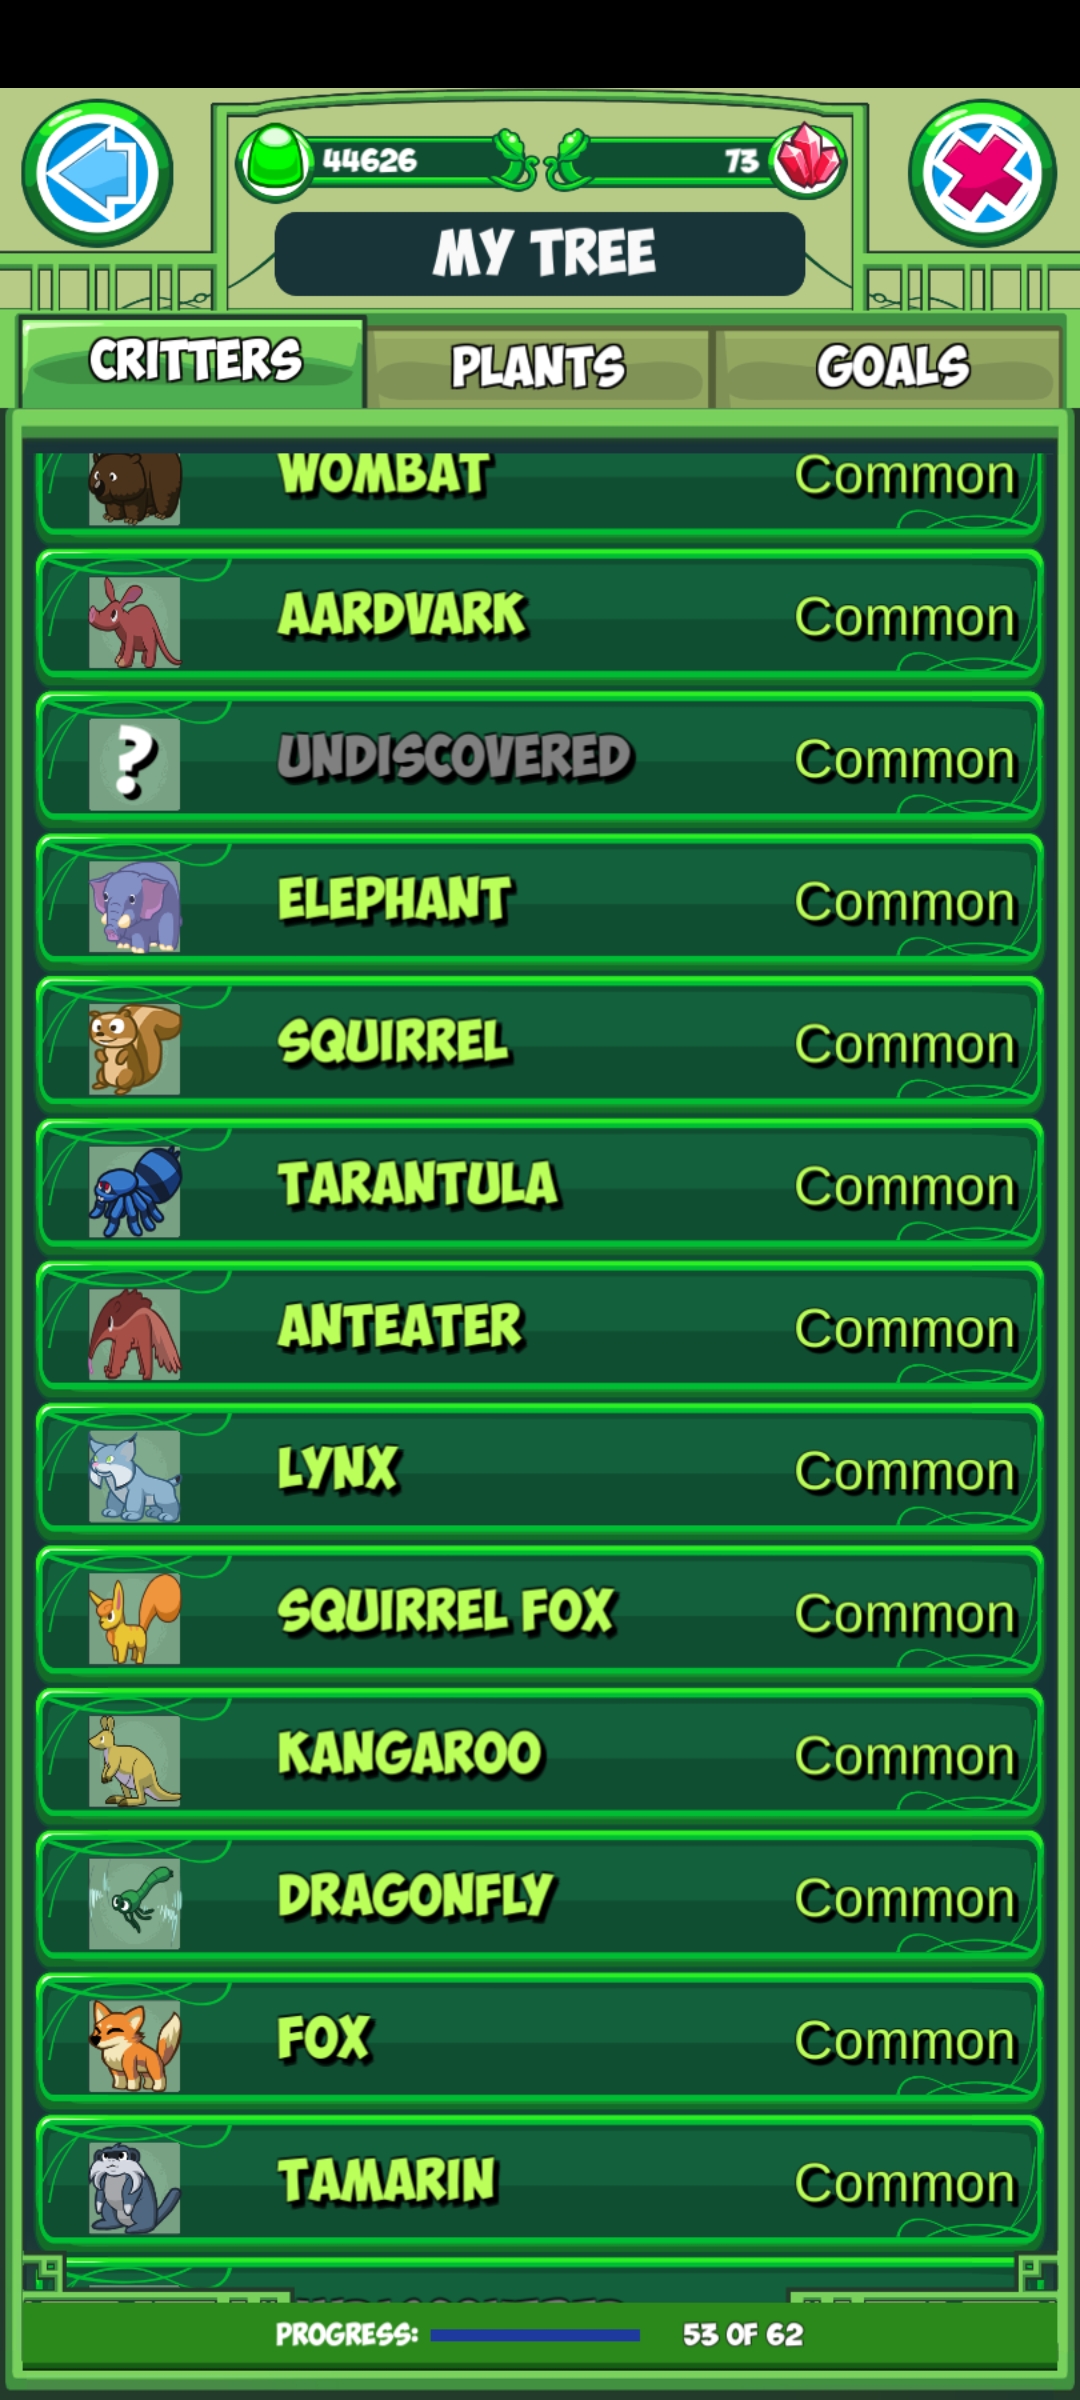 44626
73
MY TREE
CRITTERS
PLANTS
GOALS
WOMBAT Common
AARDVARK Common
? UNDISCOVERED Common
ELEPHANT Common
SQUIRREL Common
TARANTULA Common
ANTEATER Common
LYNX Common
SQUIRREL FOX Common
KANGAROO Common
DRAGONFLY Common
FOX Common
TAMARIN Common
PROGRESS: 53 OF 62